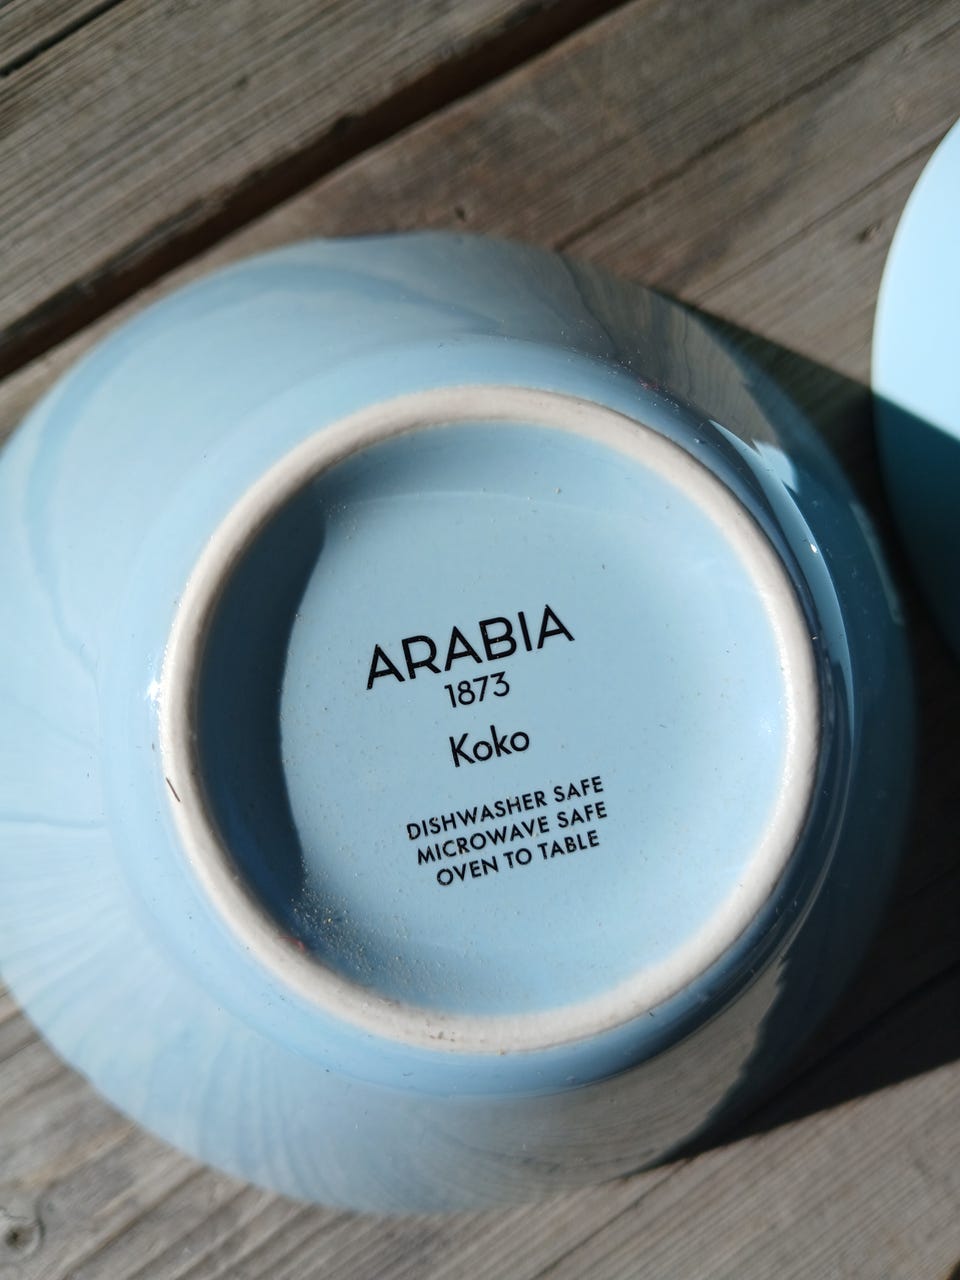 ARABIA
1873
Koko
DISHWASHER SAFE
MICROWAVE SAFE
OVEN TO TABLE